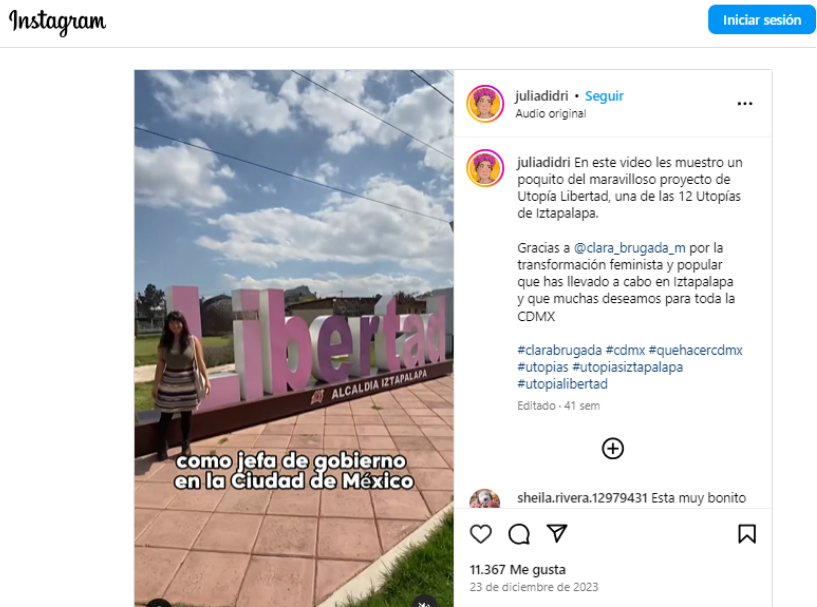 Instagram
Iniciar sesión
Libertad
ALCALDIA IZTAPALAPA
como jefa de gobierno
en la Ciudad de México
juliadidri • Seguir
Audio original
juliadidri En este video les muestro un
poquito del maravilloso proyecto de
Utopía Libertad, una de las 12 Utopías
de Iztapalapa.
Gracias a @clara_brugada_m por la
transformación feminista y popular
que has llevado a cabo en Iztapalapa
y que muchas deseamos para toda la
CDMX
#clarabrugada #cdmx #quehacercdmx
#utopias #utopiasiztapalapa
#utopialibertad
Editado · 41 sem
sheila.rivera.12979431 Esta muy bonito
11.367 Me gusta
23 de diciembre de 2023